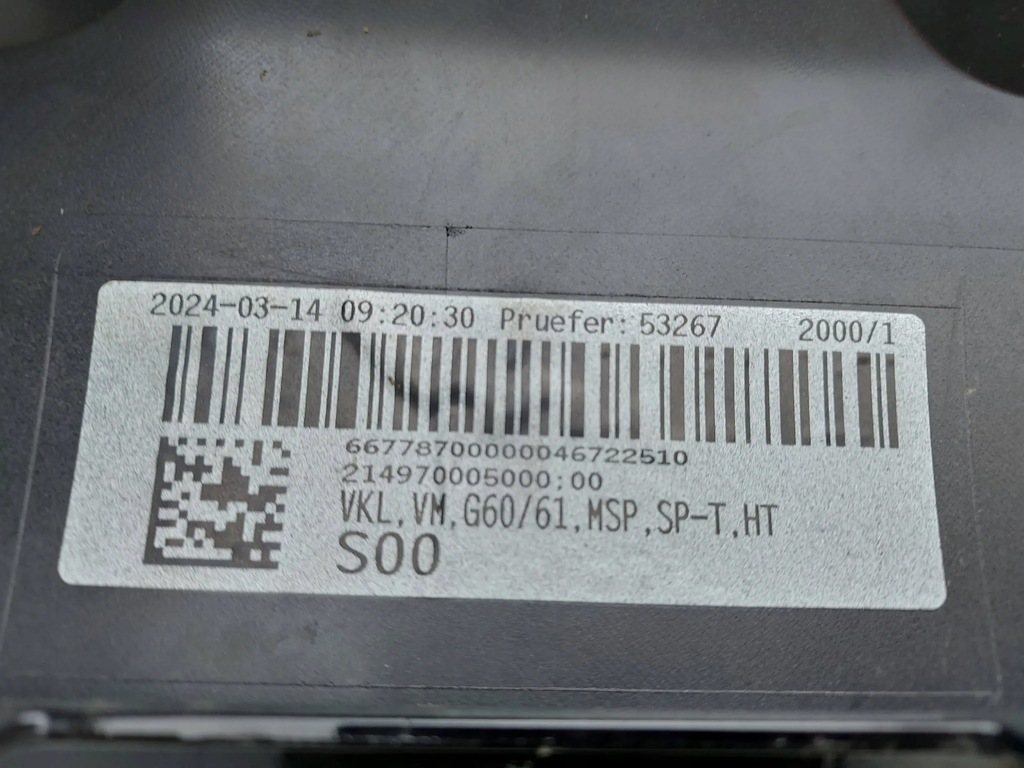 2024-03-14 09:20:30 Pruefer: 53267 2000/1
66778700000046722510
214970005000;00
VKL,VM,G60/61,MSP,SP-T,HT
S00